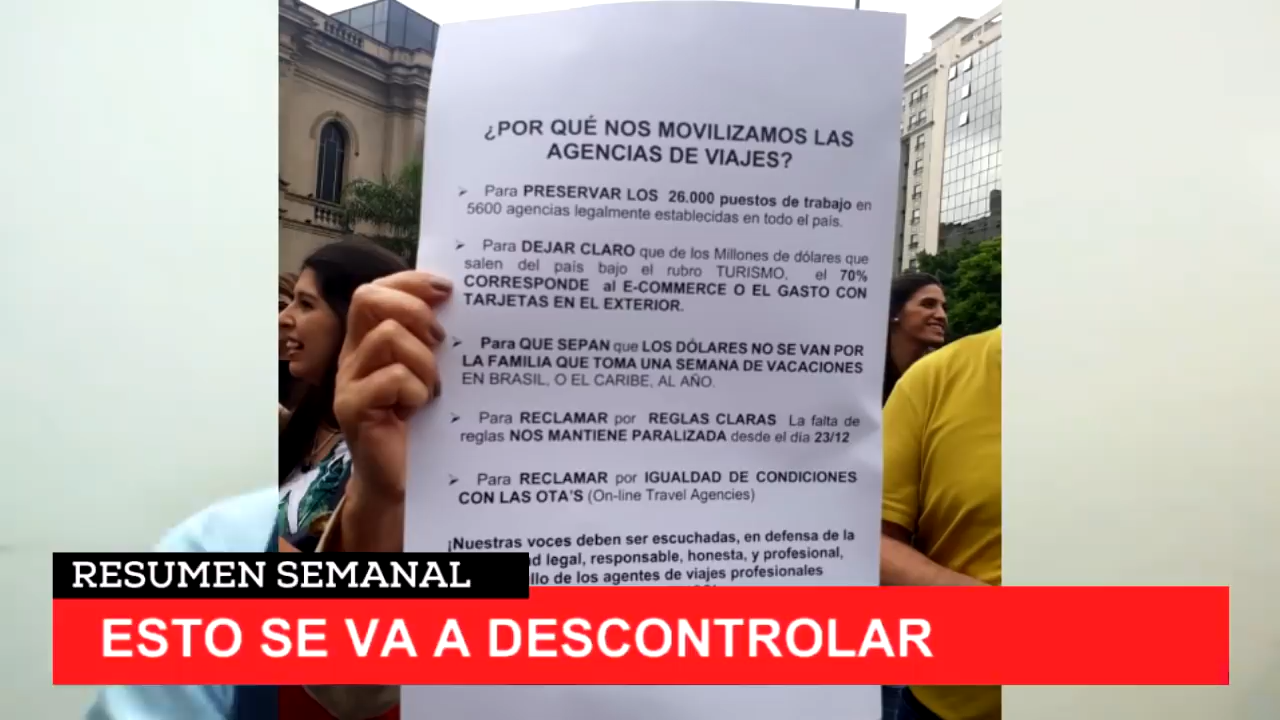 ¿POR QUÉ NOS MOVILIZAMOS LAS
AGENCIAS DE VIAJES?
➢ Para PRESERVAR LOS 26.000 puestos de trabajo en
5600 agencias legalmente establecidas en todo el país.
➢ Para DEJAR CLARO que de los Millones de dólares que
salen del país bajo el rubro TURISMO, el 70%
CORRESPONDE al E-COMMERCE O EL GASTO CON
TARJETAS EN EL EXTERIOR.
➢ Para QUE SEPAN que LOS DÓLARES NO SE VAN POR
LA FAMILIA QUE TOMA UNA SEMANA DE VACACIONES
EN BRASIL, O EL CARIBE, AL AÑO.
➢ Para RECLAMAR por REGLAS CLARAS La falta de
reglas NOS MANTIENE PARALIZADA desde el día 23/12
➢ Para RECLAMAR por IGUALDAD DE CONDICIONES
CON LAS OTA'S (On-line Travel Agencies)
¡Nuestras voces deben ser escuchadas, en defensa de la
legal, responsable, honesta, y profesional,
de los agentes de viajes profesionales
RESUMEN SEMANAL
ESTO SE VA A DESCONTROLAR